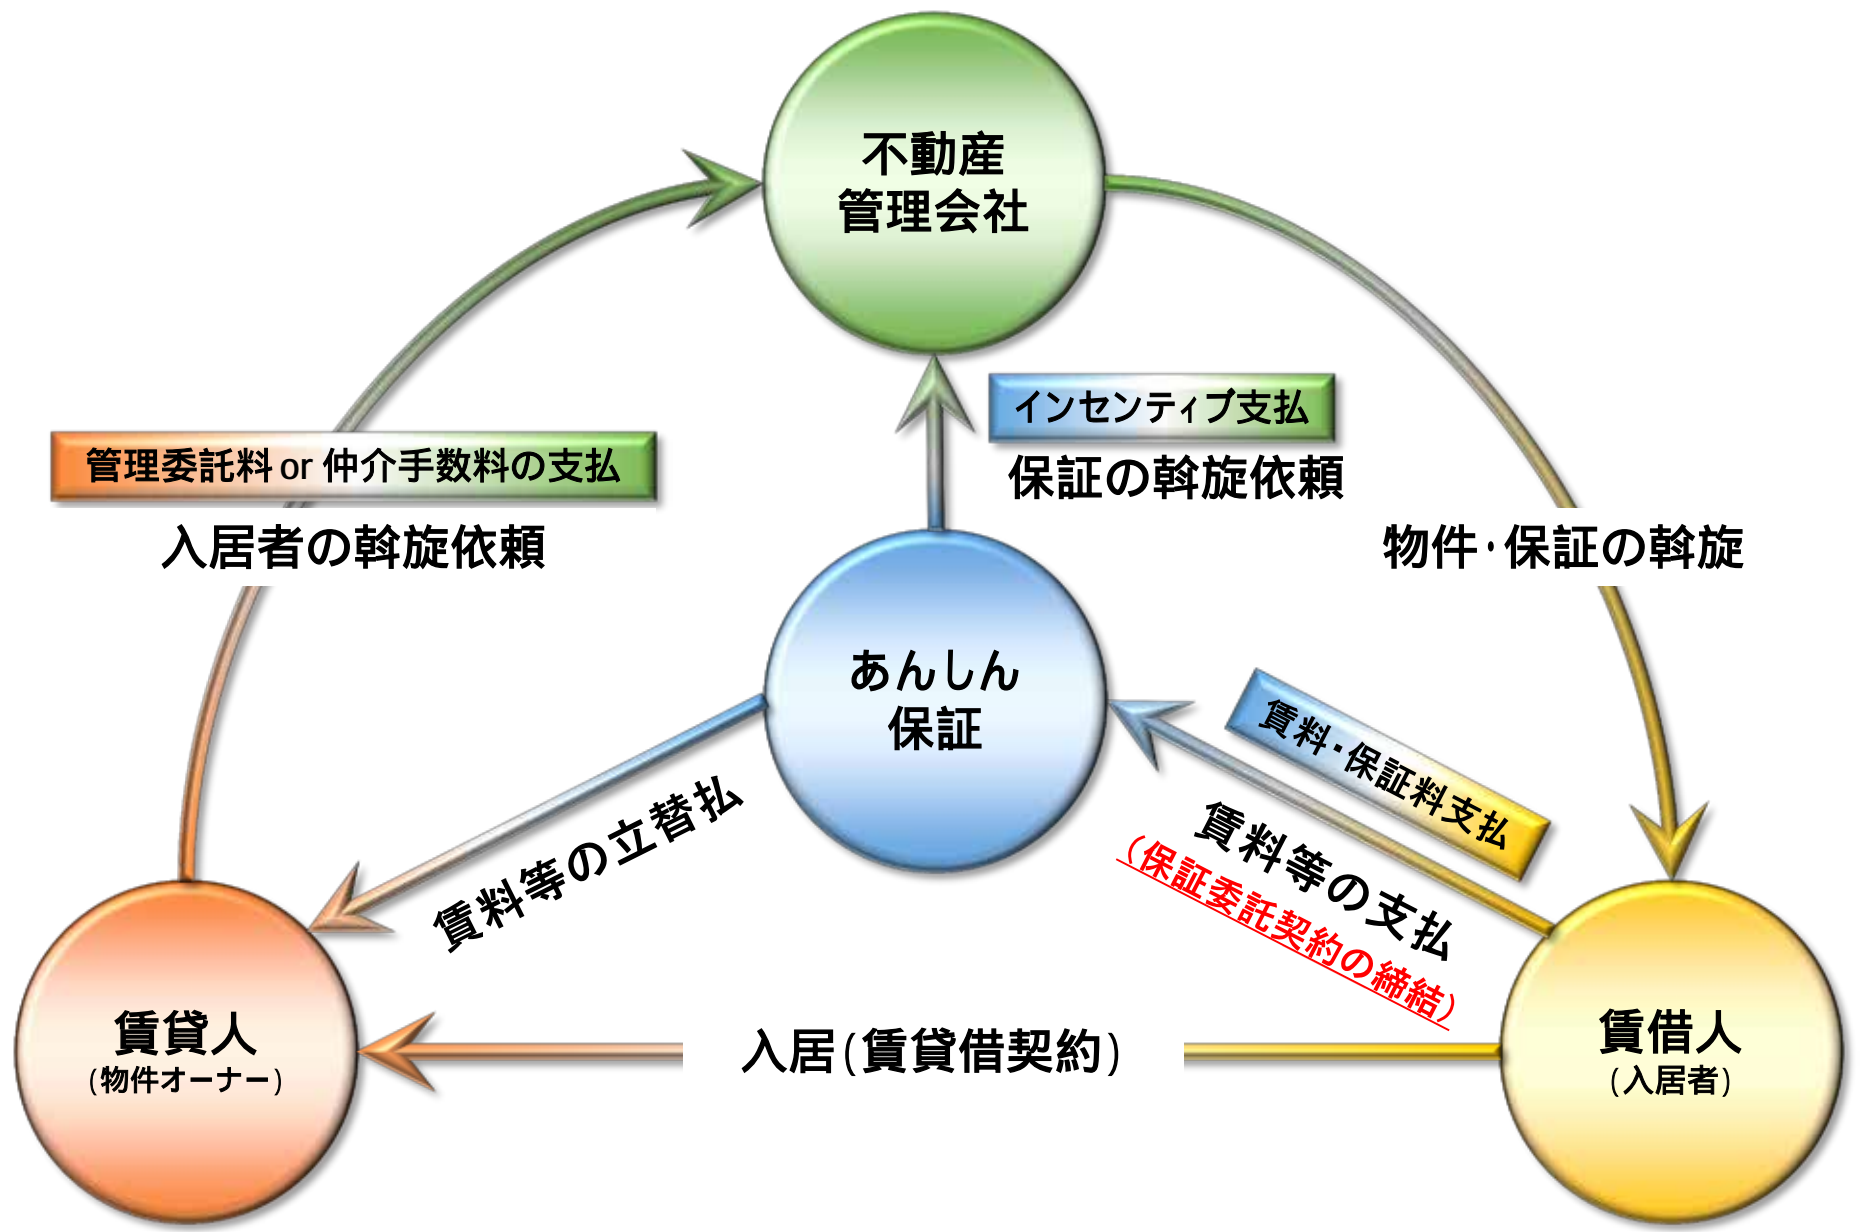 不動産
管理会社
インセンティブ支払
保証の斡旋依頼
管理委託料 or 仲介手数料の支払
入居者の斡旋依頼
物件・保証の斡旋
あんしん
保証
賃料・保証料支払
賃料等の支払
（保証委託契約の締結）
賃料等の立替払
賃貸人
(物件オーナー)
入居(賃貸借契約)
賃借人
(入居者)